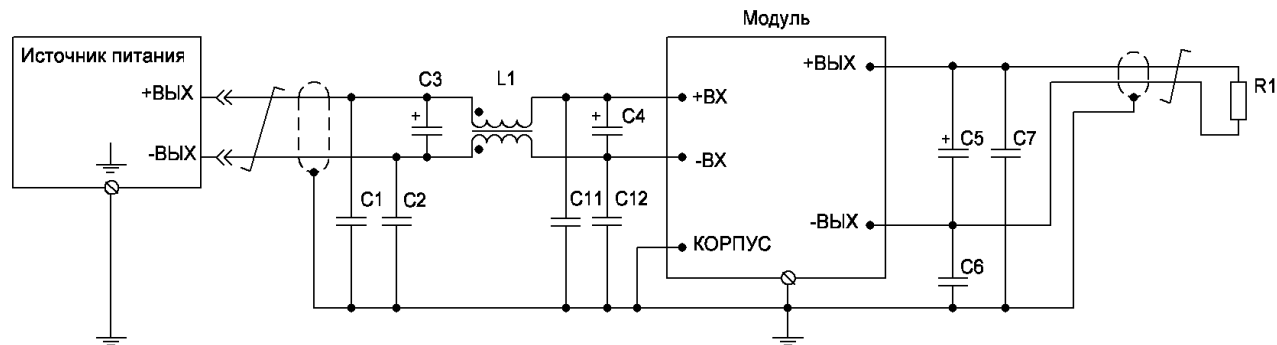 Модуль
Источник питания
+ВЫХ
-ВЫХ
C3
L1
+
C1
C2
C4
+
C11
C12
+ВХ
-ВХ
КОРПУС
+ВЫХ
-ВЫХ
+
C5
C7
C6
R1